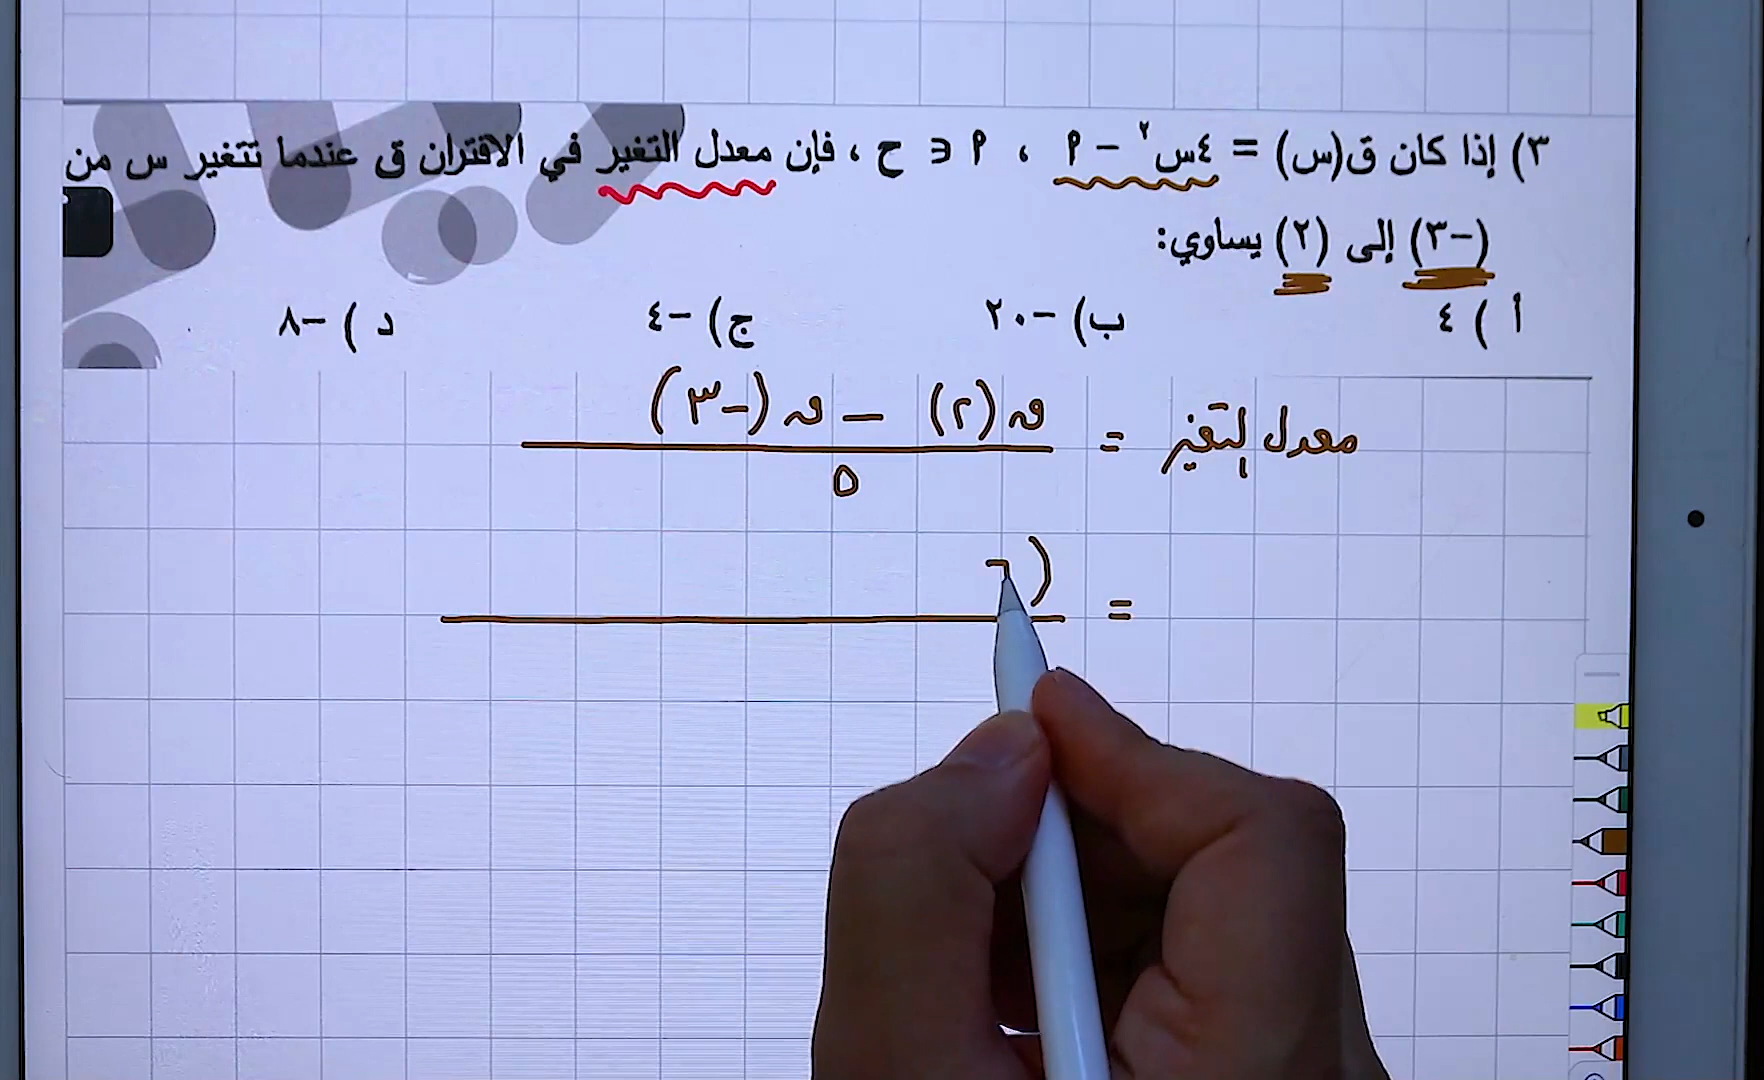 ٣) إذا كان ق(س) = ٤س٢ - م ، م ∈ ح ، فإن معدل التغير في الاقتران ق عندما تتغير س من
(-٣) إلى (٢) يساوي:
أ ) ٤ ب) -٢٠ ج) -٤ د ) -٨
معدل التغير = ق(٢) - ق(-٣)
٥
= (